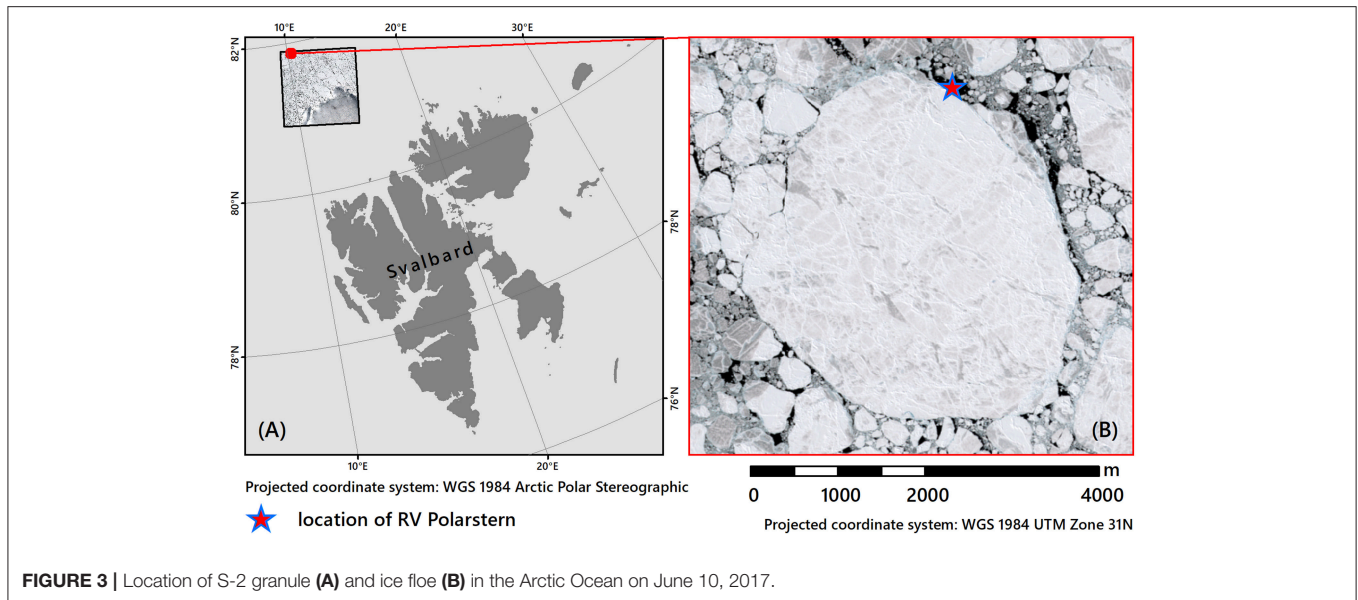 10°E 20°E 30°E
82°N
80°N
78°N
78°N
76°N
Svalbard
(A)
(B)
10°E 20°E
Projected coordinate system: WGS 1984 Arctic Polar Stereographic
location of RV Polarstern
m
0 1000 2000 4000
Projected coordinate system: WGS 1984 UTM Zone 31N
FIGURE 3 | Location of S-2 granule (A) and ice floe (B) in the Arctic Ocean on June 10, 2017.